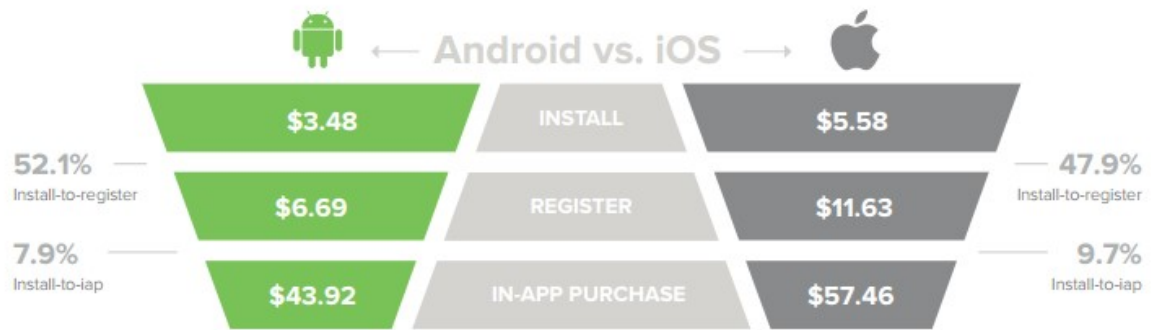 Android vs. iOS
$3.48 INSTALL $5.58
52.1% 47.9%
Install-to-register Install-to-register
$6.69 REGISTER $11.63
7.9% 9.7%
Install-to-iap Install-to-iap
$43.92 IN-APP PURCHASE $57.46